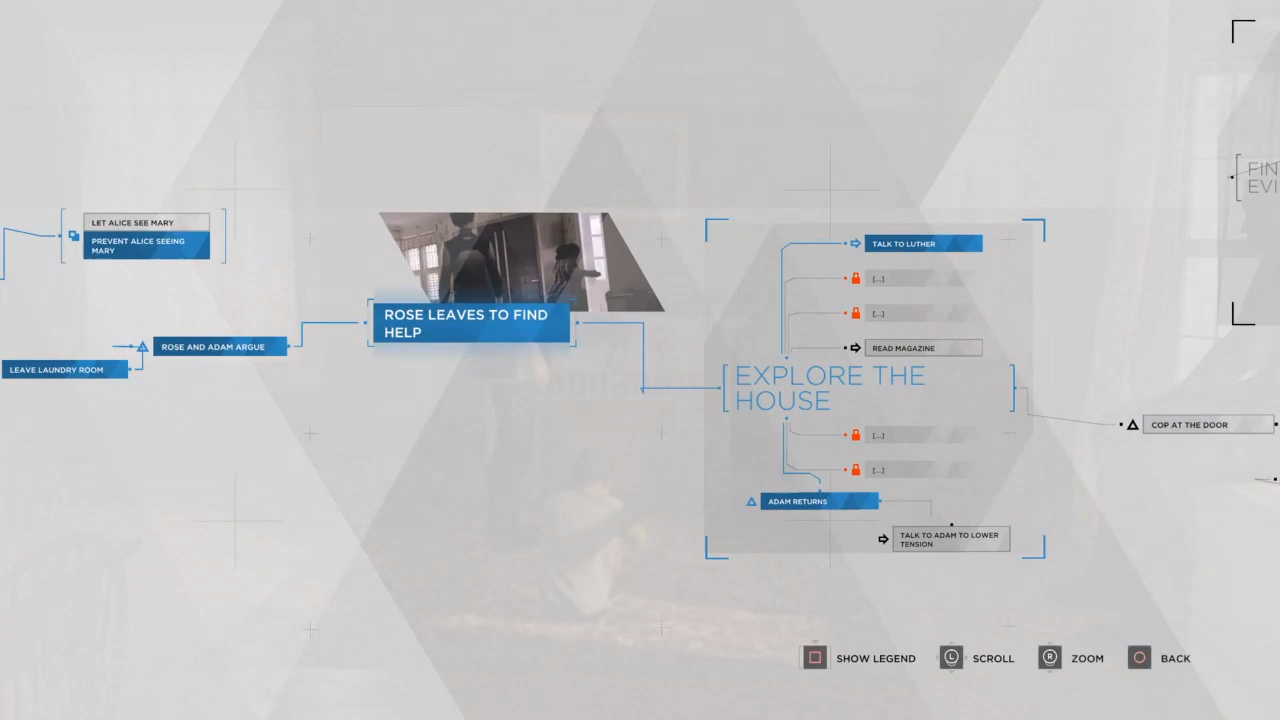 LET ALICE SEE MARY
PREVENT ALICE SEEING
MARY
ROSE AND ADAM ARGUE
LEAVE LAUNDRY ROOM
ROSE LEAVES TO FIND
HELP
TALK TO LUTHER
[...]
[...]
READ MAGAZINE
EXPLORE THE
HOUSE
[...]
[...]
ADAM RETURNS
TALK TO ADAM TO LOWER
TENSION
COP AT THE DOOR
FIN
EVI
SHOW LEGEND
L
SCROLL
R
ZOOM
BACK